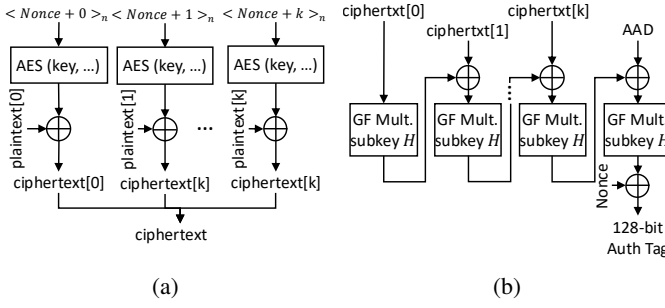 < Nonce + 0 >n < Nonce + 1 >n < Nonce + k >n
AES (key, ...) AES (key, ...) AES (key, ...)
plaintext[0] plaintext[1] plaintext[k]
...
ciphertext[0] ciphertext[k] ciphertext[k]
ciphertext
(a)
ciphertxt[0] ciphertxt[k]
ciphertxt[1] AAD
GF Mult. GF Mult. GF Mult. GF Mult.
subkey H subkey H subkey H subkey H
Nonce
128-bit
Auth Tag
(b)